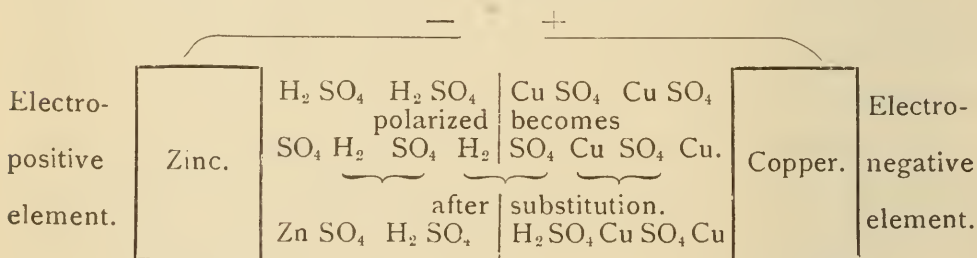 − +
H₂ SO₄ H₂ SO₄ Cu SO₄ Cu SO₄
polarized becomes
SO₄ H₂ SO₄ H₂ SO₄ Cu SO₄ Cu.
after substitution.
Zn SO₄ H₂ SO₄ H₂ SO₄ Cu SO₄ Cu
Electro-
positive
element.
Zinc.
Copper.
Electro-
negative
element.